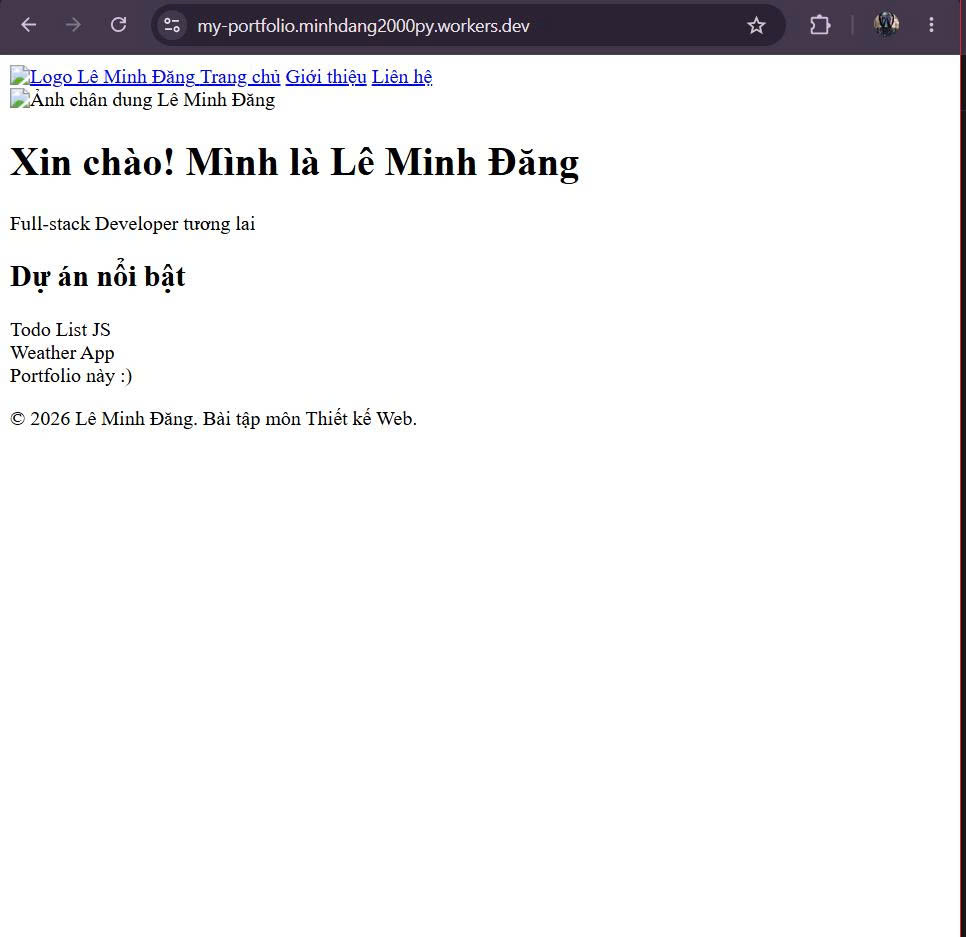 my-portfolio.minhdang2000py.workers.dev
Logo Lê Minh Đăng Trang chủ Giới thiệu Liên hệ
Ảnh chân dung Lê Minh Đăng
Xin chào! Mình là Lê Minh Đăng
Full-stack Developer tương lai
Dự án nổi bật
Todo List JS
Weather App
Portfolio này :)
© 2026 Lê Minh Đăng. Bài tập môn Thiết kế Web.